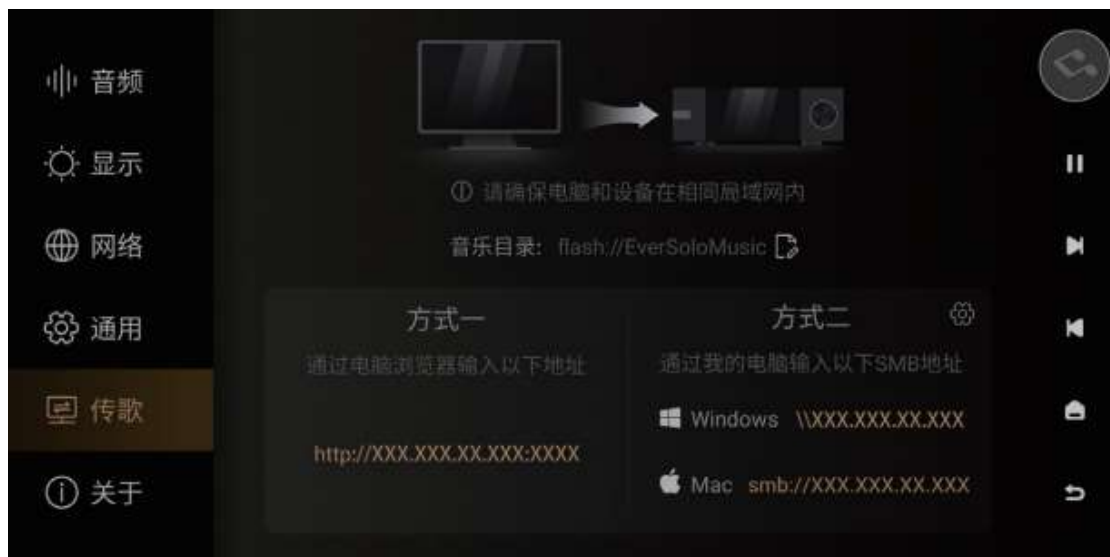 音频
显示
网络
通用
传歌
关于
① 请确保电脑和设备在相同局域网内
音乐目录: flash://EverSoloMusic
方式一
通过电脑浏览器输入以下地址
http://XXX.XXX.XX.XXX:XXXX
方式二
通过我的电脑输入以下SMB地址
Windows \\XXX.XXX.XX.XXX
Mac smb://XXX.XXX.XX.XXX